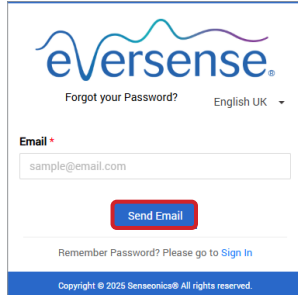 eversense®
Forgot your Password?
English UK
Email *
sample@email.com
Send Email
Remember Password? Please go to Sign In
Copyright © 2025 Senseonics® All rights reserved.